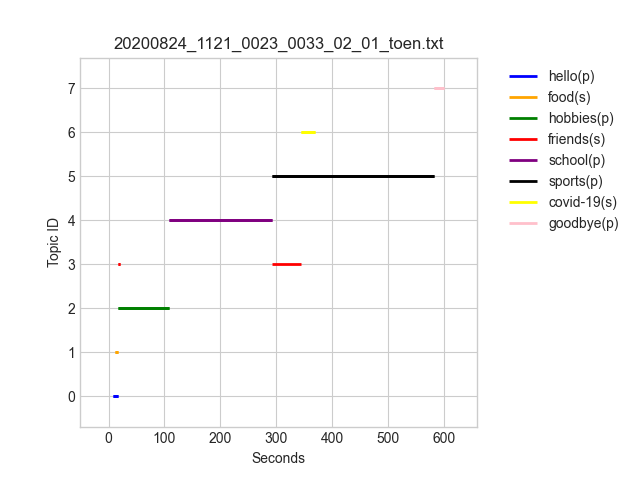 20200824_1121_0023_0033_02_01_toen.txt
7
6
5
4
3
2
1
0
Topic ID
0 100 200 300 400 500 600
Seconds
hello(p)
food(s)
hobbies(p)
friends(s)
school(p)
sports(p)
covid-19(s)
goodbye(p)